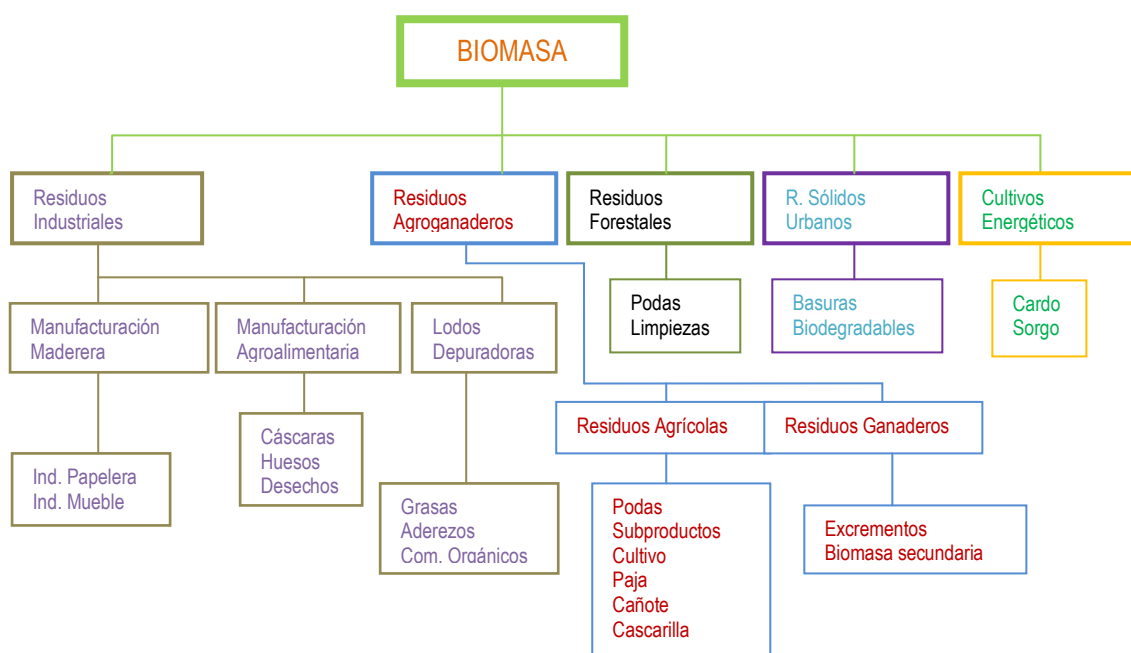 BIOMASA
Residuos
Industriales
Residuos
Agroganaderos
Residuos
Forestales
R. Sólidos
Urbanos
Cultivos
Energéticos
Manufacturación
Maderera
Manufacturación
Agroalimentaria
Lodos
Depuradoras
Podas
Limpiezas
Basuras
Biodegradables
Cardo
Sorgo
Residuos Agrícolas
Residuos Ganaderos
Ind. Papelera
Ind. Mueble
Cáscaras
Huesos
Desechos
Grasas
Aderezos
Com. Orgánicos
Podas
Subproductos
Cultivo
Paja
Cañote
Cascarilla
Excrementos
Biomasa secundaria